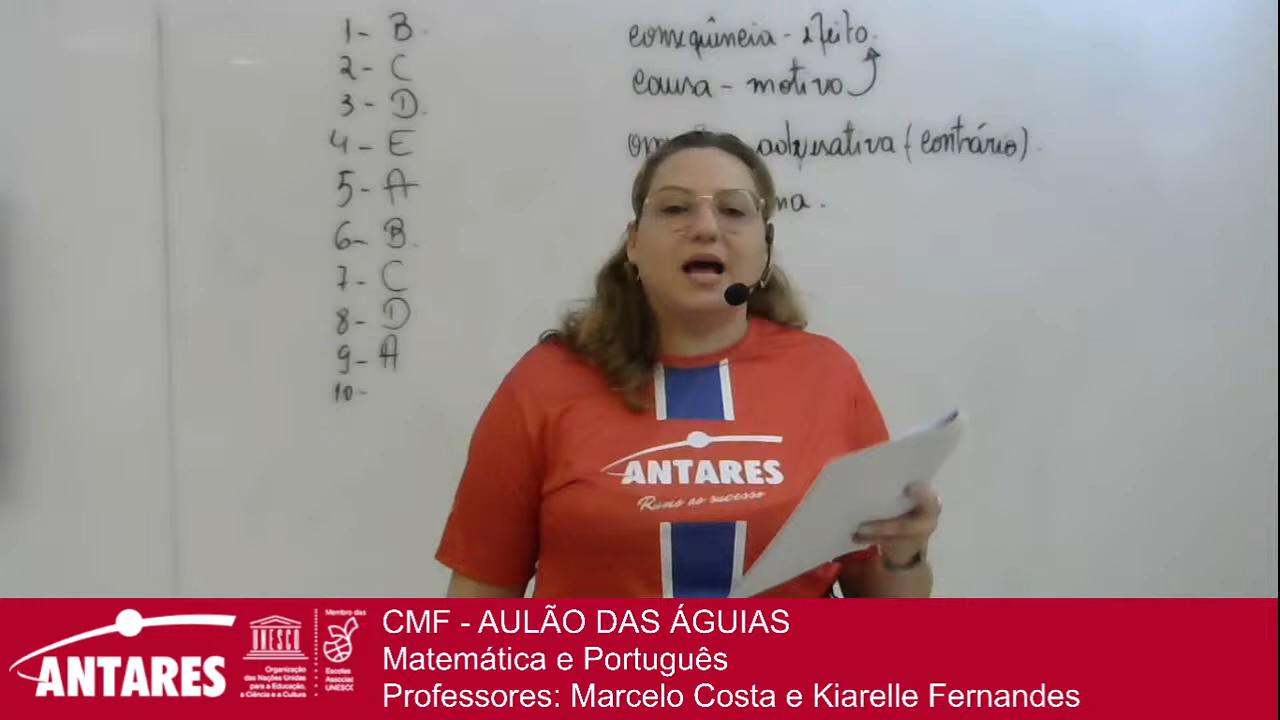 1- B.
2- C
3- D.
4- E
5- A
6- B.
7- C
8- D
9- A
10-
consequência - efeito.
causa - motivo
adversativa (contrário).
ANTARES
Rumo ao sucesso
ANTARES
UNESCO
Organização
das Nações Unidas
para a Educação,
a Ciência e a Cultura
Membro das
Escolas
Associadas
UNESCO
CMF - AULÃO DAS ÁGUIAS
Matemática e Português
Professores: Marcelo Costa e Kiarelle Fernandes